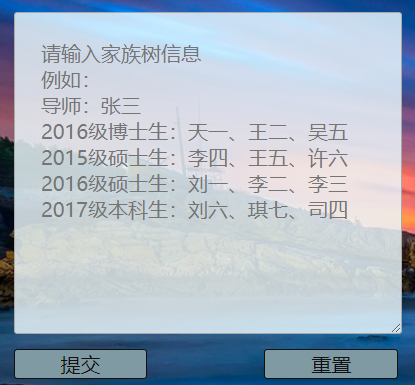 请输入家族树信息
例如：
导师：张三
2016级博士生：天一、王二、吴五
2015级硕士生：李四、王五、许六
2016级硕士生：刘一、李二、李三
2017级本科生：刘六、琪七、司四
提交
重置